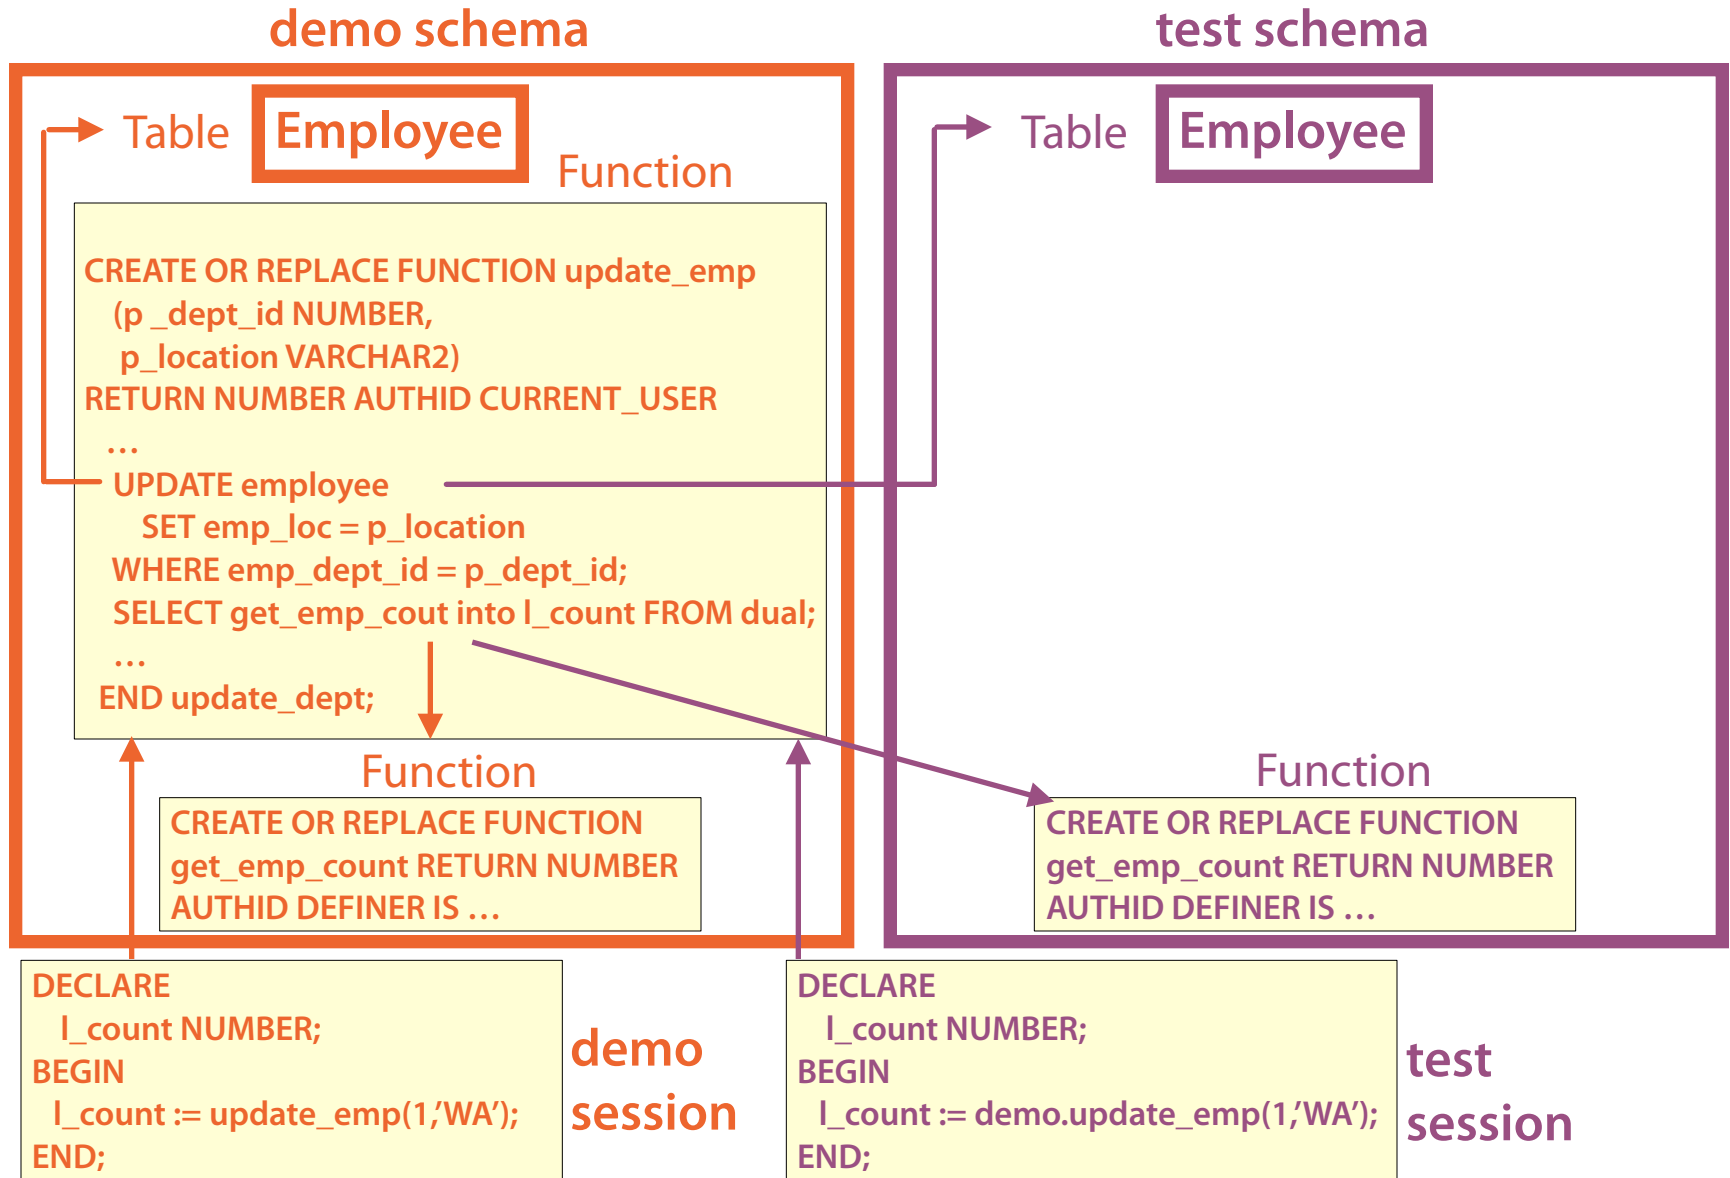 demo schema
Table Employee
Function
CREATE OR REPLACE FUNCTION update_emp
(p _dept_id NUMBER,
p_location VARCHAR2)
RETURN NUMBER AUTHID CURRENT_USER
…
UPDATE employee
SET emp_loc = p_location
WHERE emp_dept_id = p_dept_id;
SELECT get_emp_cout into l_count FROM dual;
…
END update_dept;
Function
CREATE OR REPLACE FUNCTION
get_emp_count RETURN NUMBER
AUTHID DEFINER IS …
DECLARE
l_count NUMBER;
BEGIN
l_count := update_emp(1,’WA’);
END;
demo
session
test schema
Table Employee
Function
CREATE OR REPLACE FUNCTION
get_emp_count RETURN NUMBER
AUTHID DEFINER IS …
DECLARE
l_count NUMBER;
BEGIN
l_count := demo.update_emp(1,’WA’);
END;
test
session